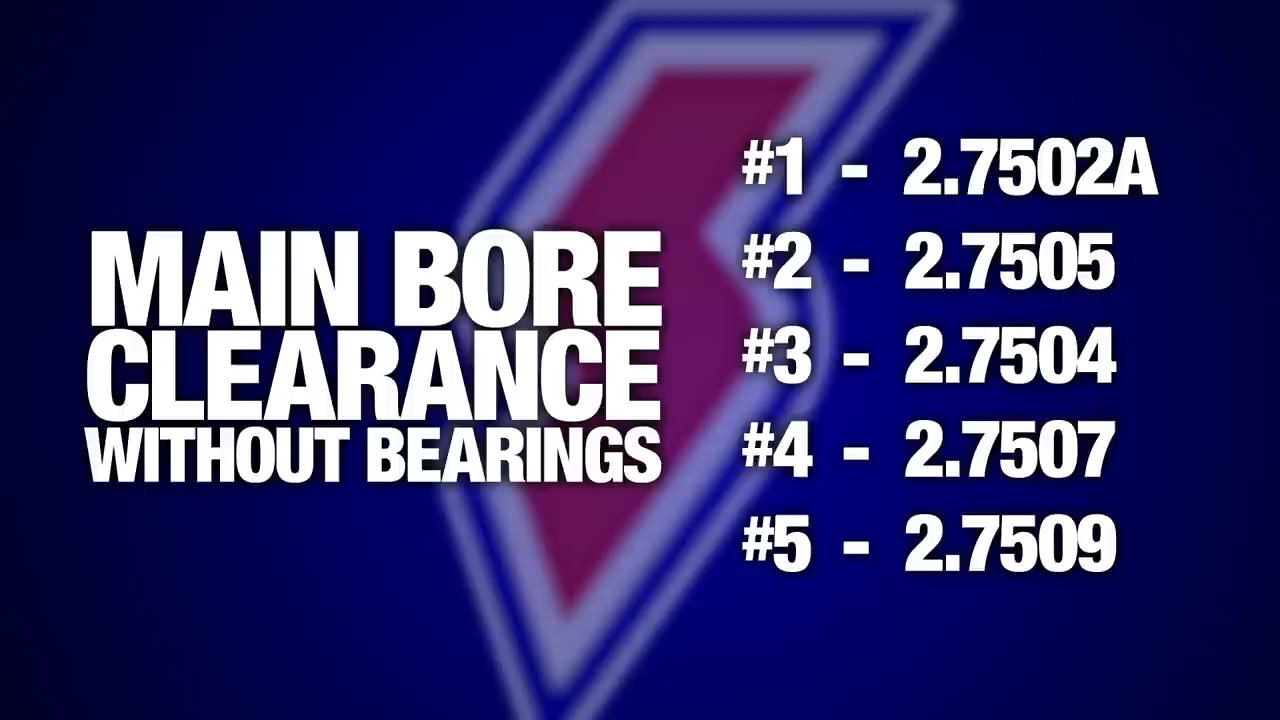 MAIN BORE
CLEARANCE
WITHOUT BEARINGS
#1 - 2.7502A
#2 - 2.7505
#3 - 2.7504
#4 - 2.7507
#5 - 2.7509